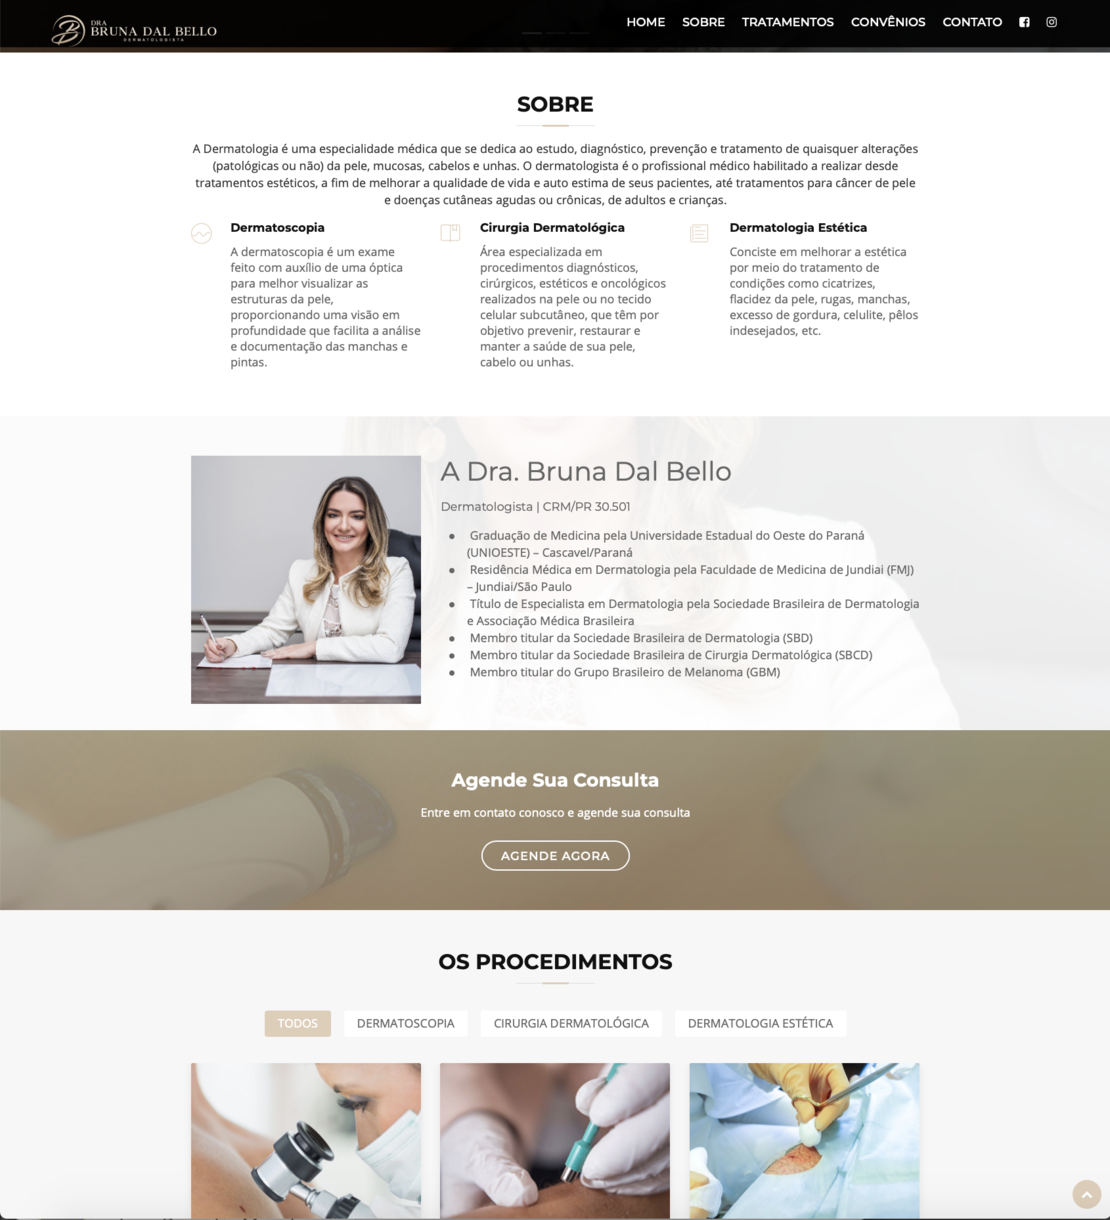 DRA
BRUNA DAL BELLO
DERMATOLOGISTA
HOME SOBRE TRATAMENTOS CONVÊNIOS CONTATO
SOBRE
A Dermatologia é uma especialidade médica que se dedica ao estudo, diagnóstico, prevenção e tratamento de quaisquer alterações
(patológicas ou não) da pele, mucosas, cabelos e unhas. O dermatologista é o profissional médico habilitado a realizar desde
tratamentos estéticos, a fim de melhorar a qualidade de vida e auto estima de seus pacientes, até tratamentos para câncer de pele
e doenças cutâneas agudas ou crônicas, de adultos e crianças.
Dermatoscopia
A dermatoscopia é um exame
feito com auxílio de uma óptica
para melhor visualizar as
estruturas da pele,
proporcionando uma visão em
profundidade que facilita a análise
e documentação das manchas e
pintas.
Cirurgia Dermatológica
Área especializada em
procedimentos diagnósticos,
cirúrgicos, estéticos e oncológicos
realizados na pele ou no tecido
celular subcutâneo, que têm por
objetivo prevenir, restaurar e
manter a saúde de sua pele,
cabelo ou unhas.
Dermatologia Estética
Conciste em melhorar a estética
por meio do tratamento de
condições como cicatrizes,
flacidez da pele, rugas, manchas,
excesso de gordura, celulite, pêlos
indesejados, etc.
A Dra. Bruna Dal Bello
Dermatologista | CRM/PR 30.501
● Graduação de Medicina pela Universidade Estadual do Oeste do Paraná
(UNIOESTE) – Cascavel/Paraná
● Residência Médica em Dermatologia pela Faculdade de Medicina de Jundiai (FMJ)
– Jundiai/São Paulo
● Título de Especialista em Dermatologia pela Sociedade Brasileira de Dermatologia
e Associação Médica Brasileira
● Membro titular da Sociedade Brasileira de Dermatologia (SBD)
● Membro titular da Sociedade Brasileira de Cirurgia Dermatológica (SBCD)
● Membro titular do Grupo Brasileiro de Melanoma (GBM)
Agende Sua Consulta
Entre em contato conosco e agende sua consulta
AGENDE AGORA
OS PROCEDIMENTOS
TODOS DERMATOSCOPIA CIRURGIA DERMATOLÓGICA DERMATOLOGIA ESTÉTICA